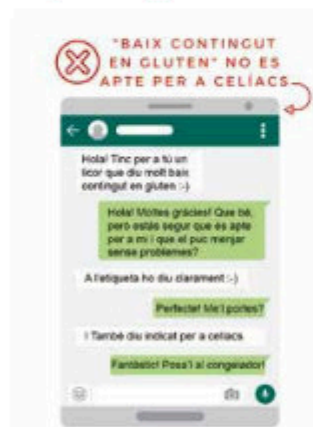 "BAIX CONTINGUT
EN GLUTEN" NO ES
APTE PER A CELÍACS
Hola! Tinc per a tú un
licor que diu molt baix
contingut en gluten :-)
Hola! Moltes gràcies! Que bé,
però estàs segur que es apte
per a mi i que el puc menjar
sense problemes?
A l'etiqueta ho diu clarament :-)
Perfecte! Me'l portes?
I També diu indicat per a celíacs
Fantàstic! Posa'l al congelador!